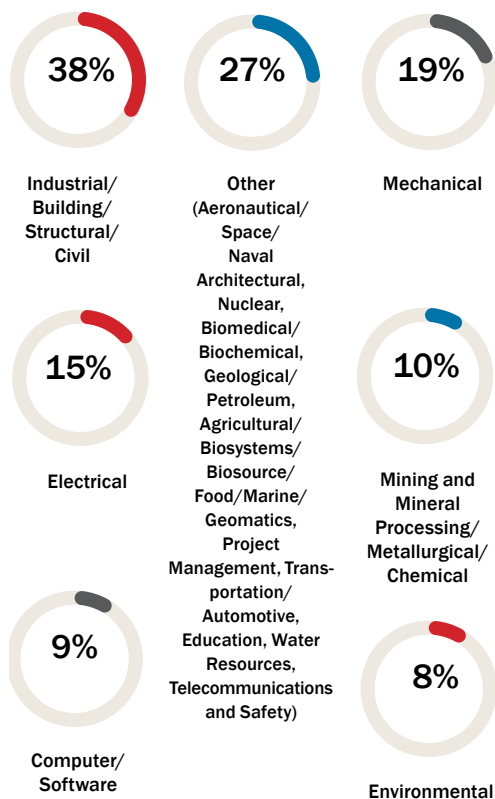 38%
Industrial/
Building/
Structural/
Civil
27%
Other
(Aeronautical/
Space/
Naval
Architectural,
Nuclear,
Biomedical/
Biochemical,
Geological/
Petroleum,
Agricultural/
Biosystems/
Biosource/
Food/Marine/
Geomatics,
Project
Management, Trans-
portation/
Automotive,
Education, Water
Resources,
Telecommunications
and Safety)
19%
Mechanical
15%
Electrical
10%
Mining and
Mineral
Processing/
Metallurgical/
Chemical
9%
Computer/
Software
8%
Environmental